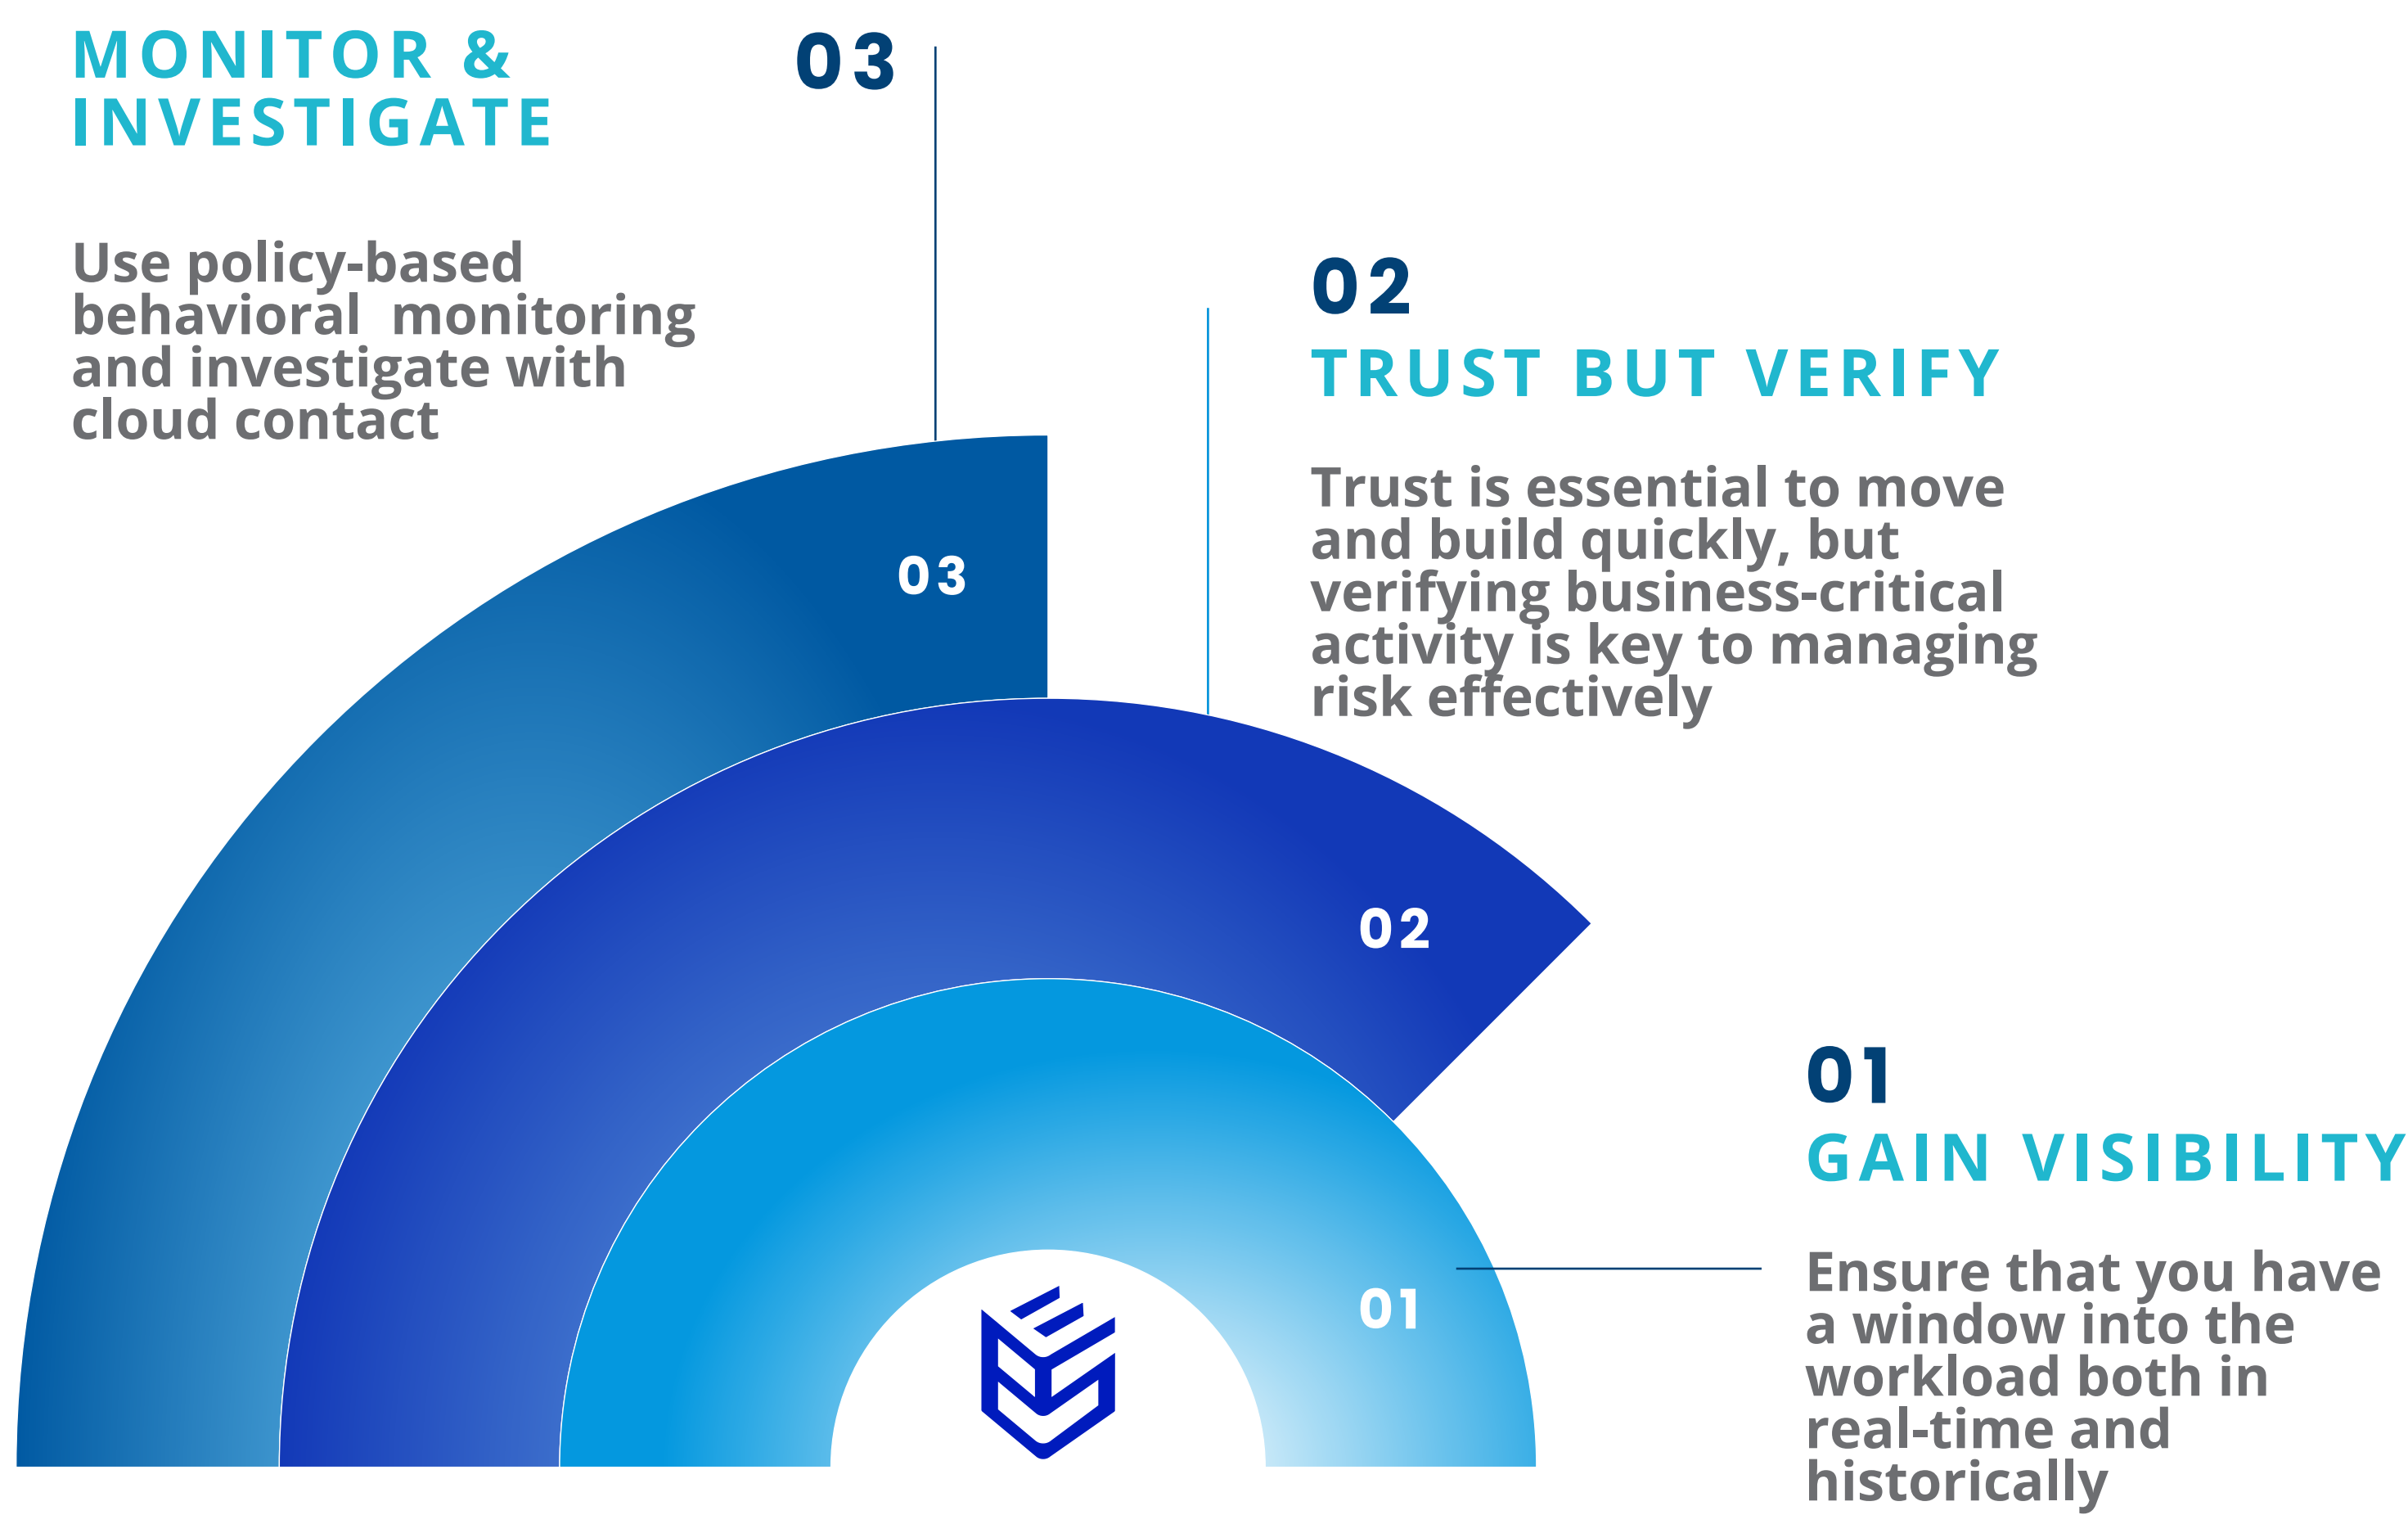 MONITOR &
INVESTIGATE
Use policy-based
behavioral monitoring
and investigate with
cloud contact
03
02
TRUST BUT VERIFY
Trust is essential to move
and build quickly, but
verifying business-critical
activity is key to managing
risk effectively
03
02
01
01
GAIN VISIBILITY
Ensure that you have
a window into the
workload both in
real-time and
historically